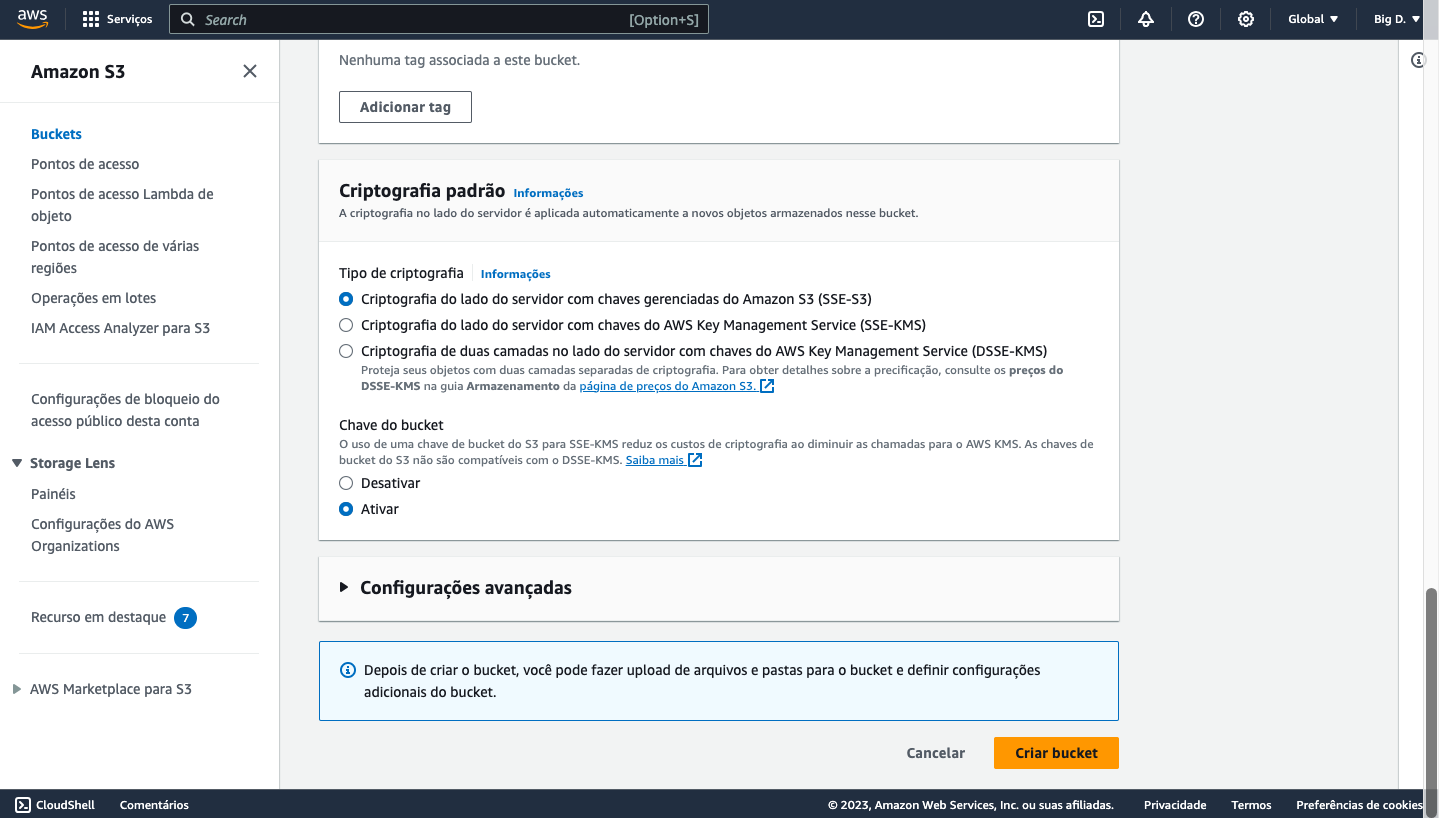 aws
Serviços
Search
[Option+S]
Global
Big D.
Amazon S3
Buckets
Pontos de acesso
Pontos de acesso Lambda de
objeto
Pontos de acesso de várias
regiões
Operações em lotes
IAM Access Analyzer para S3
Configurações de bloqueio do
acesso público desta conta
Storage Lens
Painéis
Configurações do AWS
Organizations
Recurso em destaque 7
AWS Marketplace para S3
Nenhuma tag associada a este bucket.
Adicionar tag
Criptografia padrão Informações
A criptografia no lado do servidor é aplicada automaticamente a novos objetos armazenados nesse bucket.
Tipo de criptografia Informações
Criptografia do lado do servidor com chaves gerenciadas do Amazon S3 (SSE-S3)
Criptografia do lado do servidor com chaves do AWS Key Management Service (SSE-KMS)
Criptografia de duas camadas no lado do servidor com chaves do AWS Key Management Service (DSSE-KMS)
Proteja seus objetos com duas camadas separadas de criptografia. Para obter detalhes sobre a precificação, consulte os preços do
DSSE-KMS na guia Armazenamento da página de preços do Amazon S3.
Chave do bucket
O uso de uma chave de bucket do S3 para SSE-KMS reduz os custos de criptografia ao diminuir as chamadas para o AWS KMS. As chaves de
bucket do S3 não são compatíveis com o DSSE-KMS. Saiba mais
Desativar
Ativar
Configurações avançadas
Depois de criar o bucket, você pode fazer upload de arquivos e pastas para o bucket e definir configurações
adicionais do bucket.
Cancelar
Criar bucket
CloudShell
Comentários
© 2023, Amazon Web Services, Inc. ou suas afiliadas.
Privacidade
Termos
Preferências de cookies